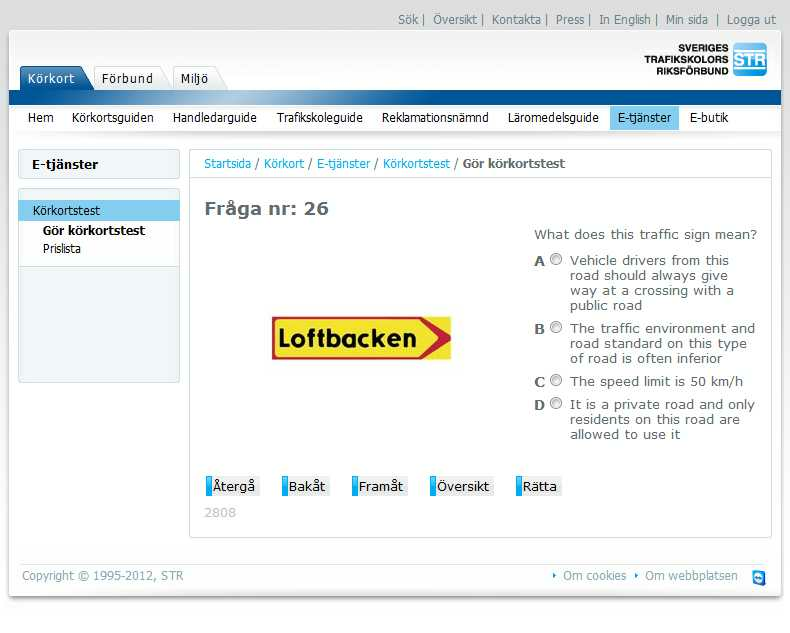 Sök | Översikt | Kontakta | Press | In English | Min sida | Logga ut
SVERIGES
TRAFIKSKOLORS
RIKSFÖRBUND
STR
Körkort Förbund Miljö
Hem Körkortsguiden Handledarguide Trafikskoleguide Reklamationsnämnd Läromedelsguide E-tjänster E-butik
E-tjänster
Körkortstest
Gör körkortstest
Prislista
Startsida / Körkort / E-tjänster / Körkortstest / Gör körkortstest
Fråga nr: 26
Loftbacken
What does this traffic sign mean?
A Vehicle drivers from this
road should always give
way at a crossing with a
public road
B The traffic environment and
road standard on this type
of road is often inferior
C The speed limit is 50 km/h
D It is a private road and only
residents on this road are
allowed to use it
Återgå Bakåt Framåt Översikt Rätta
2808
Copyright © 1995-2012, STR
Om cookies Om webbplatsen